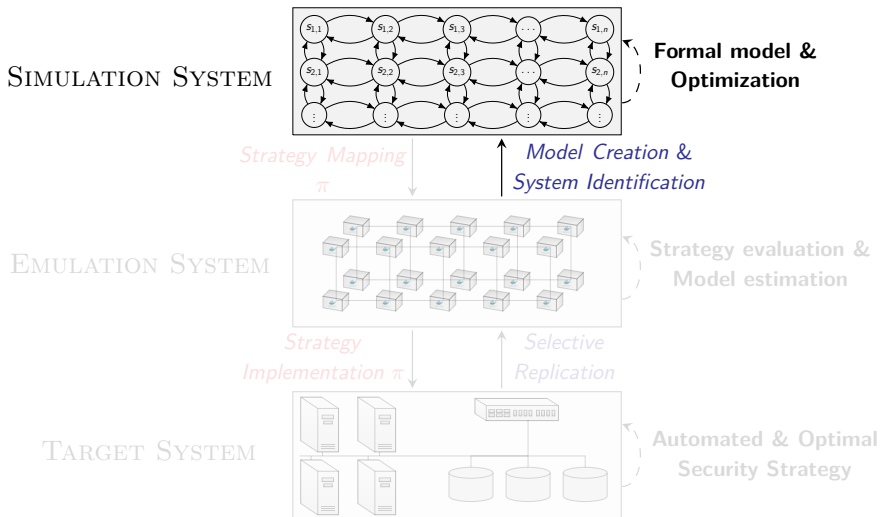 s1,1 s1,2 s1,3 ... s1,n
s2,1 s2,2 s2,3 ... s2,n
⋮ ⋮ ⋮ ⋮ ⋮
SIMULATION SYSTEM
Formal model &
Optimization
Strategy Mapping
π
Model Creation &
System Identification
EMULATION SYSTEM
Strategy evaluation &
Model estimation
Strategy
Implementation π
Selective
Replication
TARGET SYSTEM
Automated & Optimal
Security Strategy